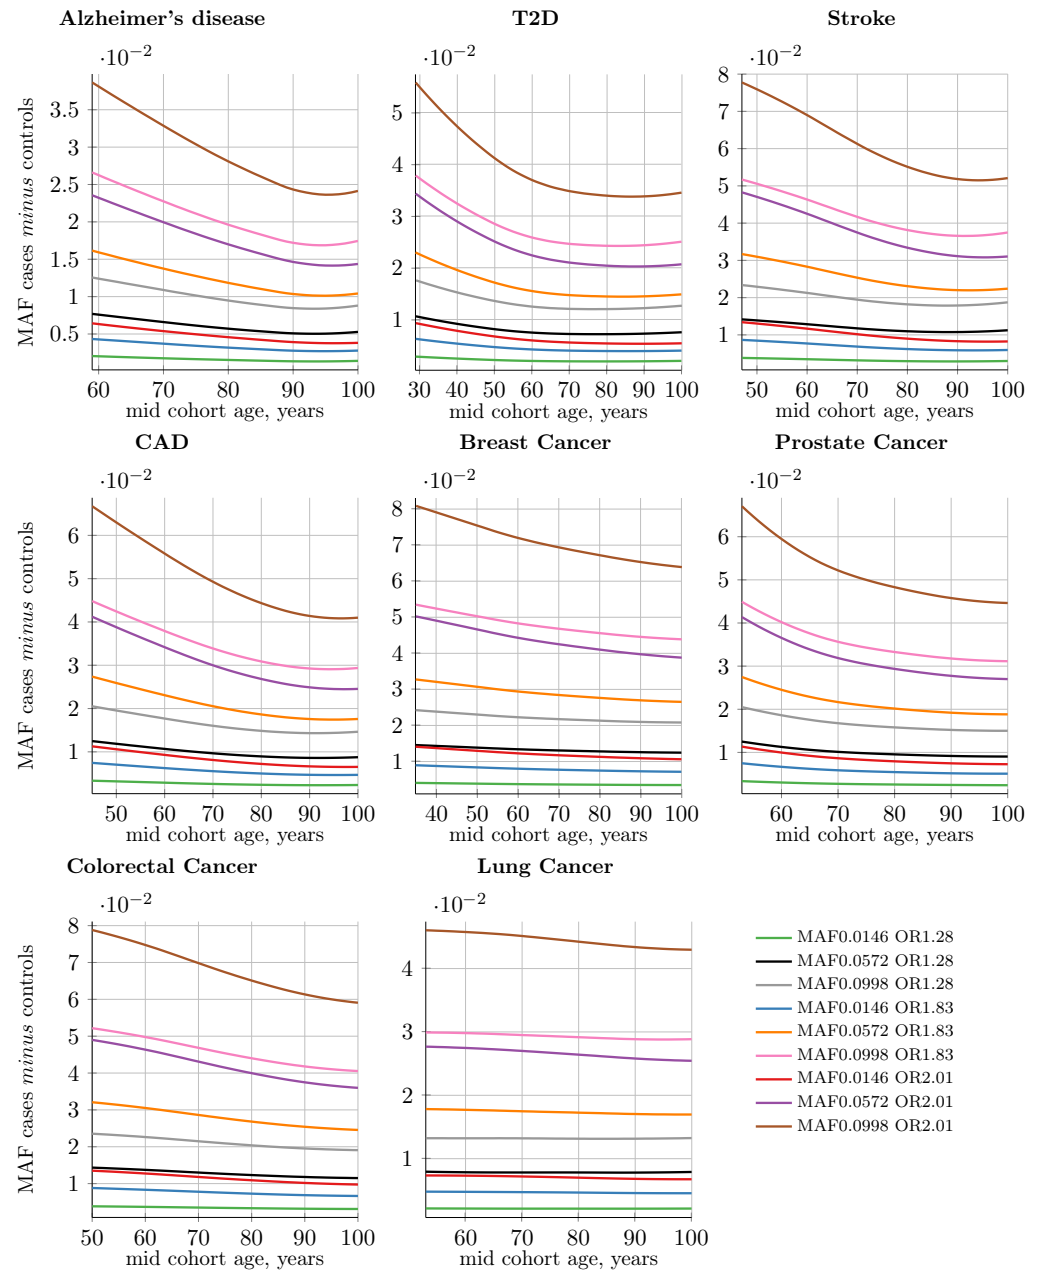 Alzheimer's disease
T2D
Stroke
·10−2
·10−2
·10−2
MAF cases minus controls
3.5
3
2.5
2
1.5
1
0.5
60 70 80 90 100
mid cohort age, years
5
4
3
2
1
30 40 50 60 70 80 90 100
mid cohort age, years
8
7
6
5
4
3
2
1
50 60 70 80 90 100
mid cohort age, years
CAD
Breast Cancer
Prostate Cancer
·10−2
·10−2
·10−2
MAF cases minus controls
6
5
4
3
2
1
50 60 70 80 90 100
mid cohort age, years
8
7
6
5
4
3
2
1
40 50 60 70 80 90 100
mid cohort age, years
6
5
4
3
2
1
60 70 80 90 100
mid cohort age, years
Colorectal Cancer
Lung Cancer
·10−2
·10−2
MAF cases minus controls
8
7
6
5
4
3
2
1
50 60 70 80 90 100
mid cohort age, years
4
3
2
1
60 70 80 90 100
mid cohort age, years
MAF0.0146 OR1.28
MAF0.0572 OR1.28
MAF0.0998 OR1.28
MAF0.0146 OR1.83
MAF0.0572 OR1.83
MAF0.0998 OR1.83
MAF0.0146 OR2.01
MAF0.0572 OR2.01
MAF0.0998 OR2.01